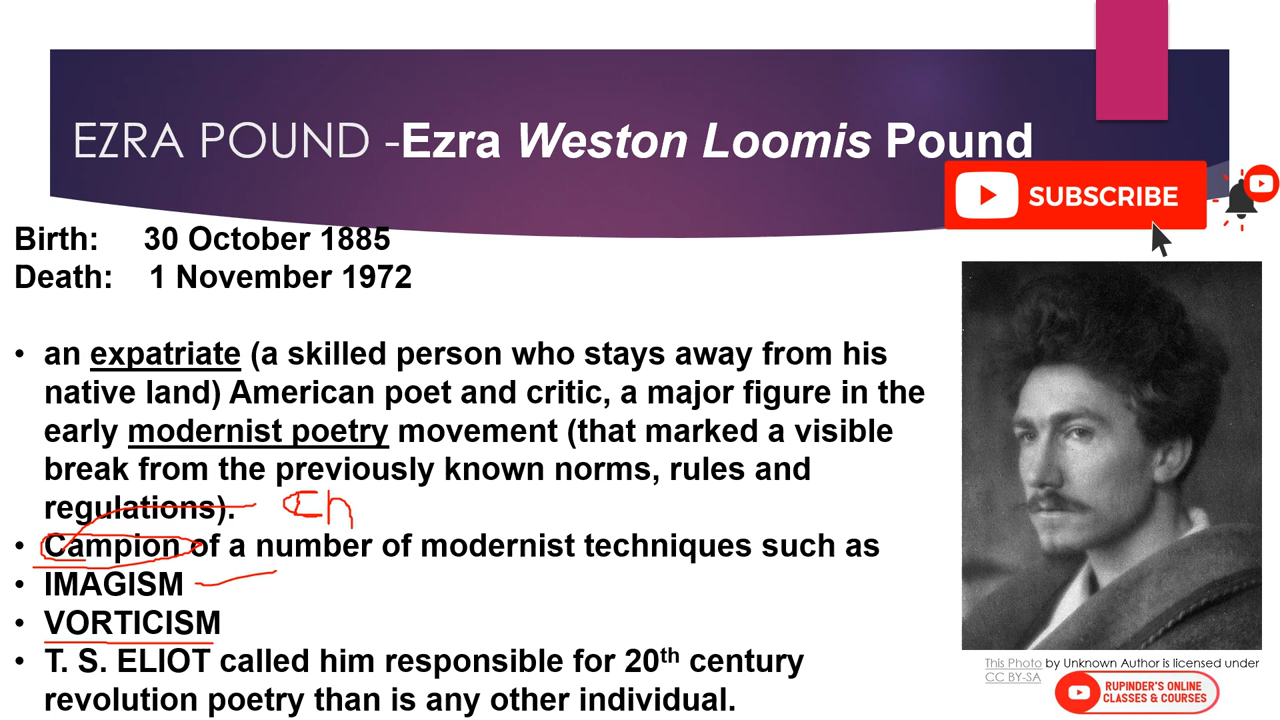 EZRA POUND -Ezra Weston Loomis Pound
SUBSCRIBE
Birth: 30 October 1885
Death: 1 November 1972
• an expatriate (a skilled person who stays away from his
native land) American poet and critic, a major figure in the
early modernist poetry movement (that marked a visible
break from the previously known norms, rules and
regulations).
Ch
• Campion of a number of modernist techniques such as
• IMAGISM
• VORTICISM
• T. S. ELIOT called him responsible for 20th century
revolution poetry than is any other individual.
This Photo by Unknown Author is licensed under
CC BY-SA
RUPINDER'S ONLINE
CLASSES & COURSES